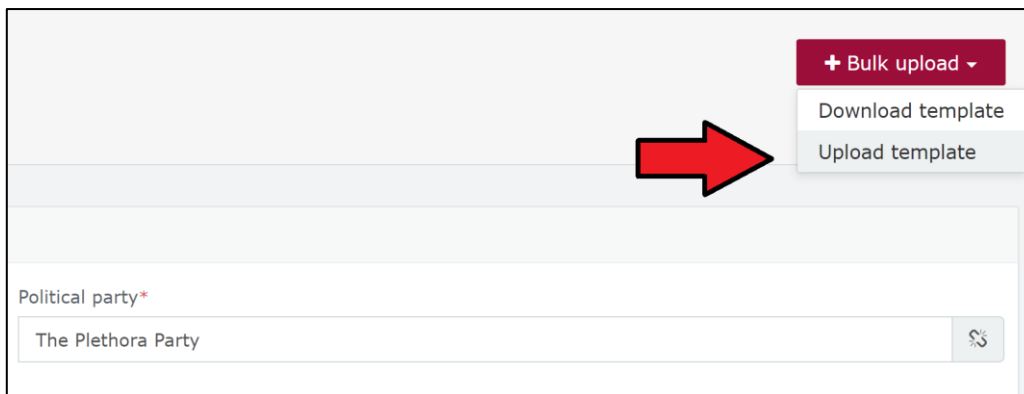 + Bulk upload
Download template
Upload template
Political party*
The Plethora Party